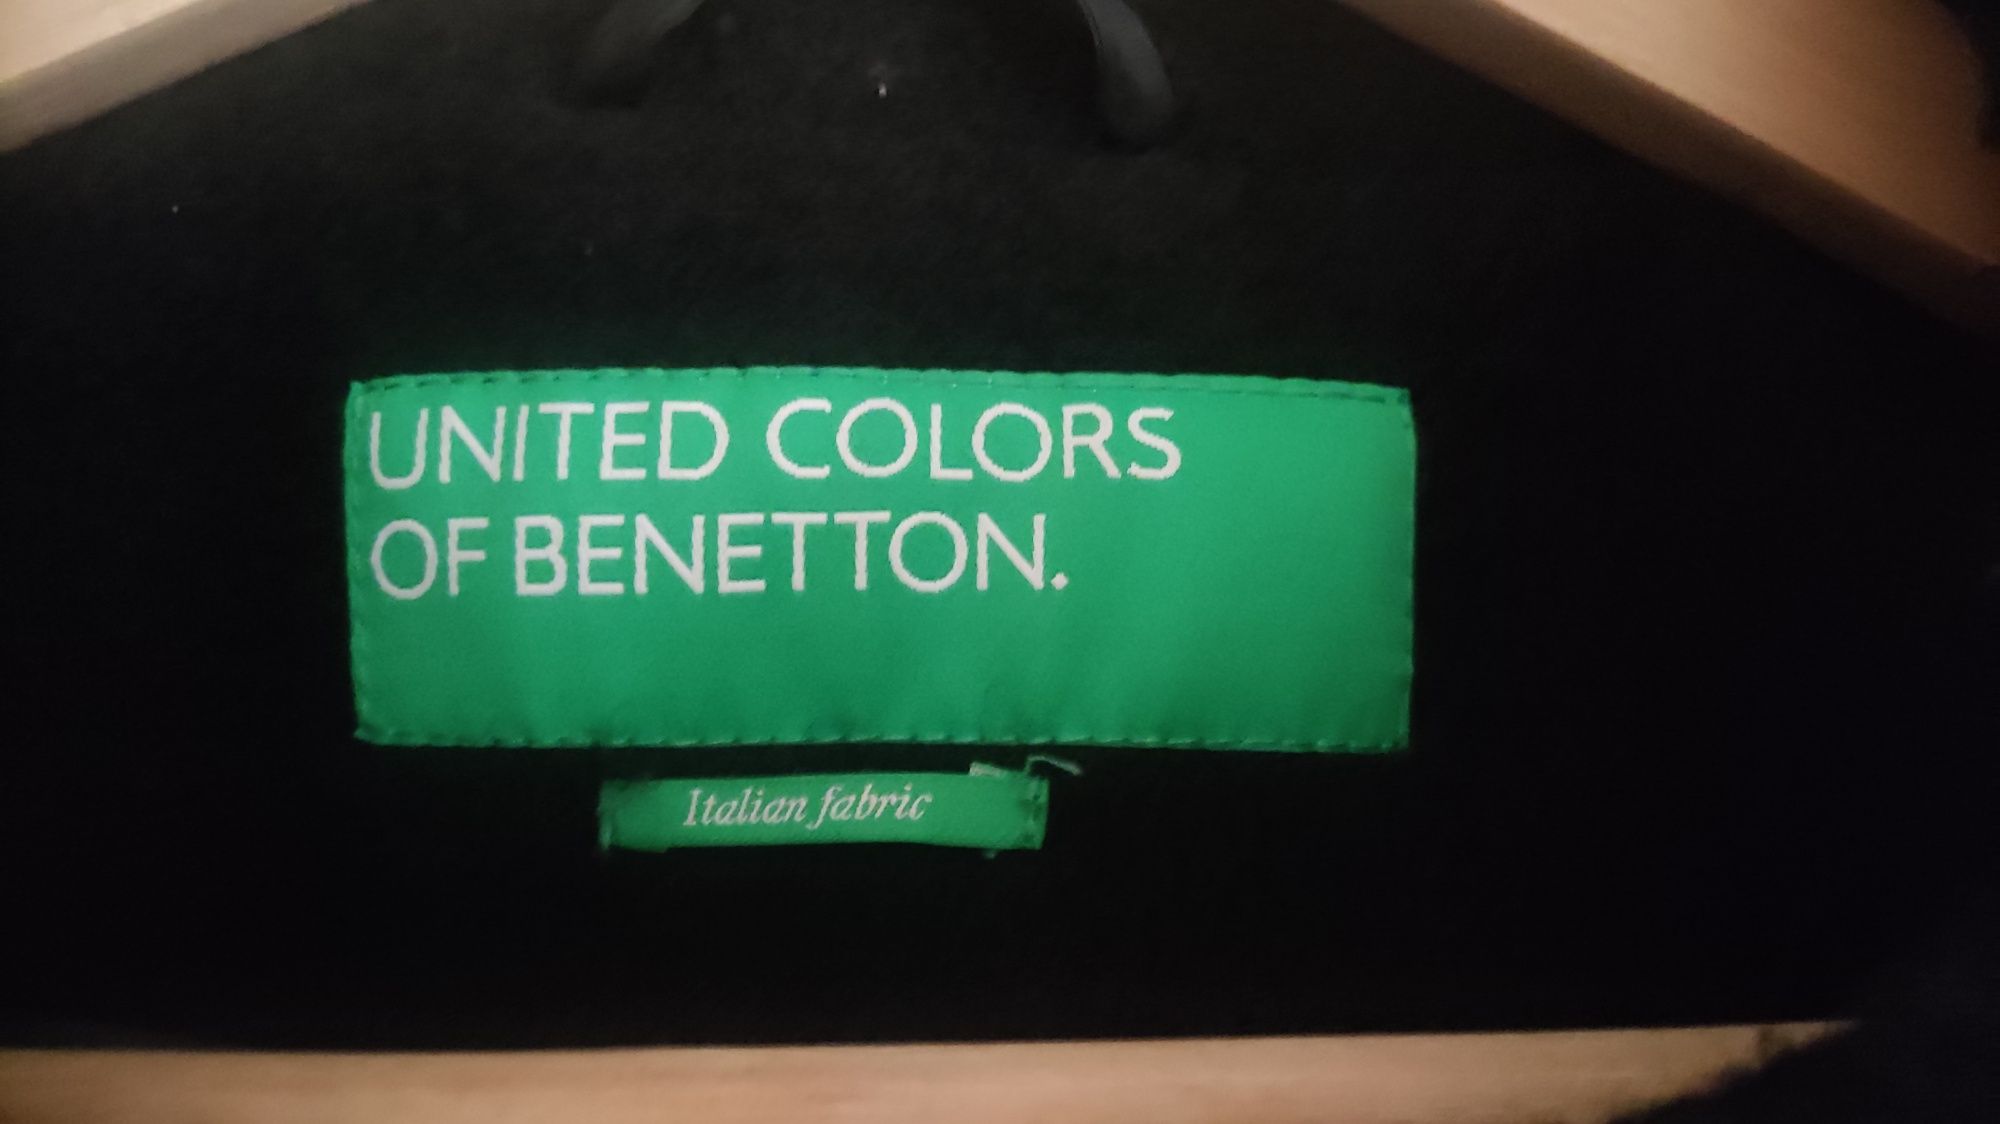 UNITED COLORS
OF BENETTON.
Italian fabric